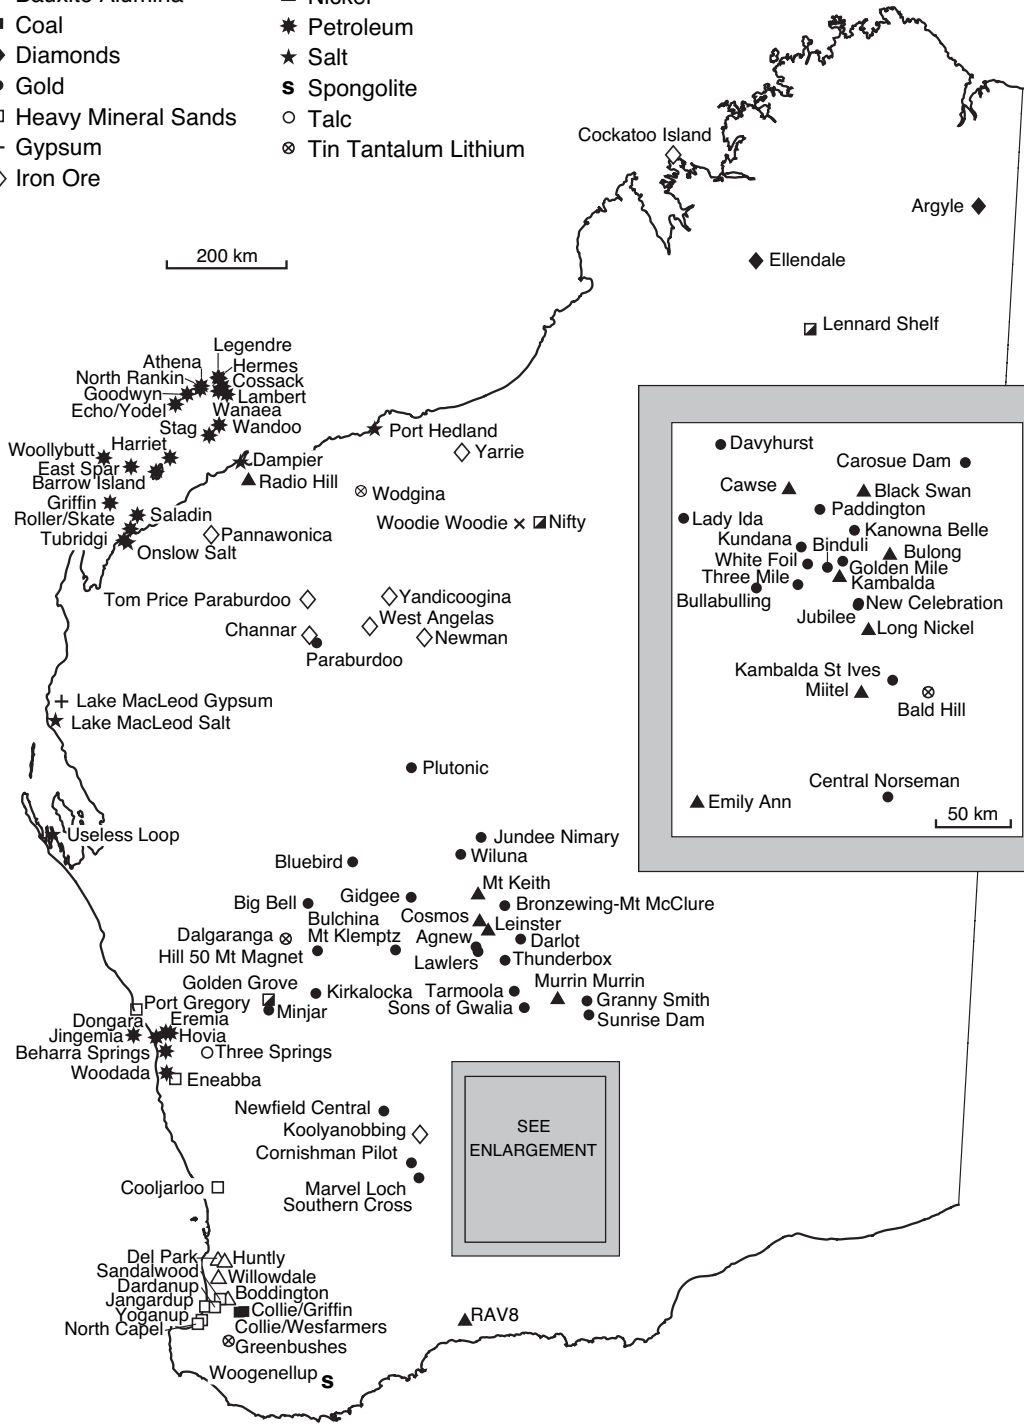 Bauxite-Alumina
Coal
Diamonds
Gold
Heavy Mineral Sands
Gypsum
Iron Ore
Nickel
Petroleum
Salt
S Spongolite
Talc
Tin Tantalum Lithium
200 km
Cockatoo Island
Argyle
Ellendale
Lennard Shelf
Legendre
Athena
Hermes
North Rankin
Cossack
Goodwyn
Lambert
Echo/Yodel
Wanaea
Stag
Wandoo
Port Hedland
Woollybutt
Harriet
Yarrie
East Spar
Dampier
Barrow Island
Radio Hill
Wodgina
Griffin
Saladin
Roller/Skate
Woodie Woodie
Nifty
Tubridgi
Pannawonica
Onslow Salt
Tom Price Paraburdoo
Yandicoogina
West Angelas
Channar
Newman
Paraburdoo
Lake MacLeod Gypsum
Lake MacLeod Salt
Plutonic
Useless Loop
Jundee Nimary
Wiluna
Bluebird
Mt Keith
Big Bell
Gidgee
Bronzewing-Mt McClure
Bulchina
Cosmos
Leinster
Dalgaranga
Mt Klemptz
Agnew
Darlot
Hill 50 Mt Magnet
Lawlers
Thunderbox
Golden Grove
Murrin Murrin
Port Gregory
Kirkalocka
Tarmoola
Granny Smith
Minjar
Sons of Gwalia
Sunrise Dam
Dongara
Eremia
Jingemia
Hovia
Beharra Springs
Three Springs
Woodada
Eneabba
Newfield Central
Koolyanobbing
Cornishman Pilot
Marvel Loch
Southern Cross
Cooljarloo
SEE
ENLARGEMENT
Del Park
Huntly
Sandalwood
Willowdale
Dardanup
Boddington
Jangardup
Collie/Griffin
Yoganup
Collie/Wesfarmers
North Capel
Greenbushes
Woogenellup S
RAV8
Davyhurst
Carosue Dam
Cawse
Black Swan
Paddington
Lady Ida
Kanowna Belle
Kundana
Binduli
Bulong
White Foil
Golden Mile
Three Mile
Kambalda
Bullabulling
New Celebration
Jubilee
Long Nickel
Kambalda St Ives
Miitel
Bald Hill
Central Norseman
Emily Ann
50 km